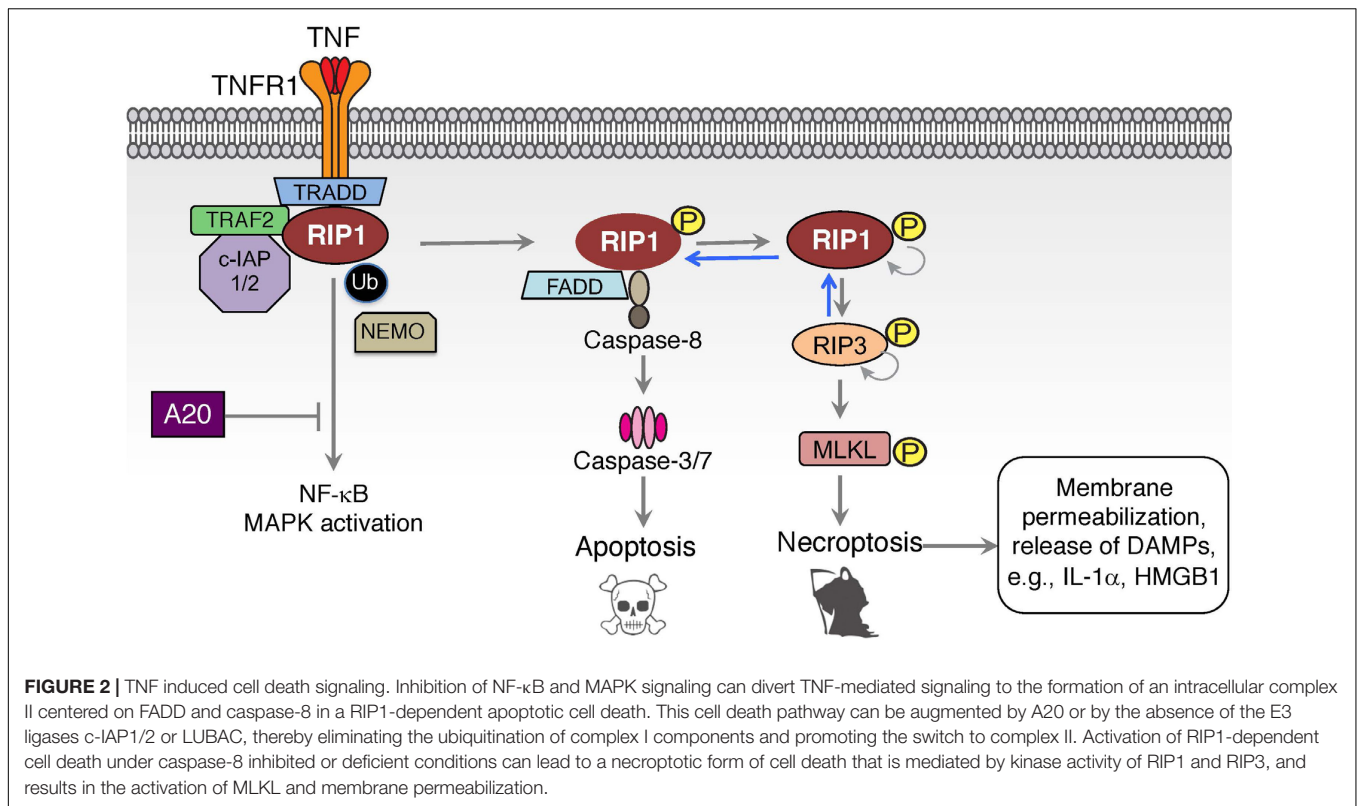 TNF
TNFR1
TRADD
TRAF2
RIP1
c-IAP
1/2
Ub
NEMO
A20
NF-κB
MAPK activation
RIP1
P
FADD
Caspase-8
Caspase-3/7
Apoptosis
RIP1
P
RIP3
P
MLKL
P
Necroptosis
Membrane
permeabilization,
release of DAMPs,
e.g., IL-1α, HMGB1
FIGURE 2 | TNF induced cell death signaling. Inhibition of NF-κB and MAPK signaling can divert TNF-mediated signaling to the formation of an intracellular complex
II centered on FADD and caspase-8 in a RIP1-dependent apoptotic cell death. This cell death pathway can be augmented by A20 or by the absence of the E3
ligases c-IAP1/2 or LUBAC, thereby eliminating the ubiquitination of complex I components and promoting the switch to complex II. Activation of RIP1-dependent
cell death under caspase-8 inhibited or deficient conditions can lead to a necroptotic form of cell death that is mediated by kinase activity of RIP1 and RIP3, and
results in the activation of MLKL and membrane permeabilization.